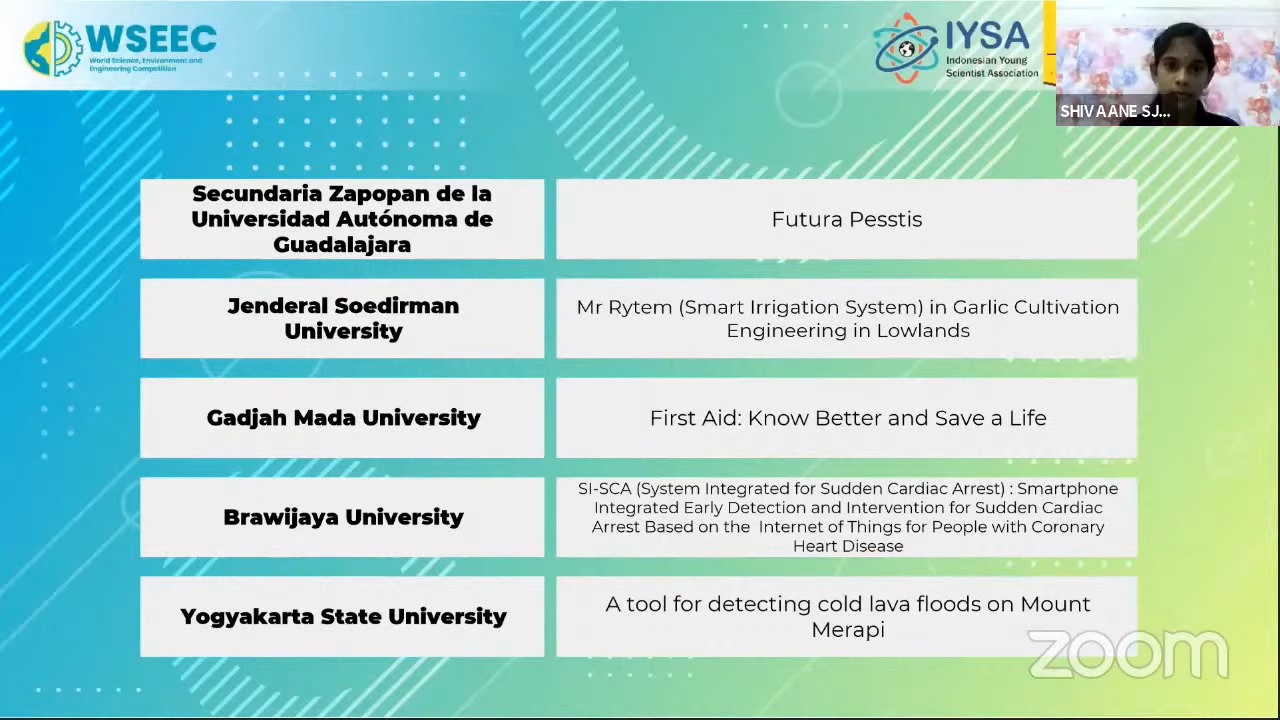 WSEEC
World Science, Environment and
Engineering Competition
IYSA
Indonesian Young
Scientist Association
SHIVAANE SJ...
Secundaria Zapopan de la
Universidad Autónoma de
Guadalajara
Futura Pesstis
Jenderal Soedirman
University
Mr Rytem (Smart Irrigation System) in Garlic Cultivation
Engineering in Lowlands
Gadjah Mada University
First Aid: Know Better and Save a Life
Brawijaya University
SI-SCA (System Integrated for Sudden Cardiac Arrest) : Smartphone
Integrated Early Detection and Intervention for Sudden Cardiac
Arrest Based on the Internet of Things for People with Coronary
Heart Disease
Yogyakarta State University
A tool for detecting cold lava floods on Mount
Merapi
zoom